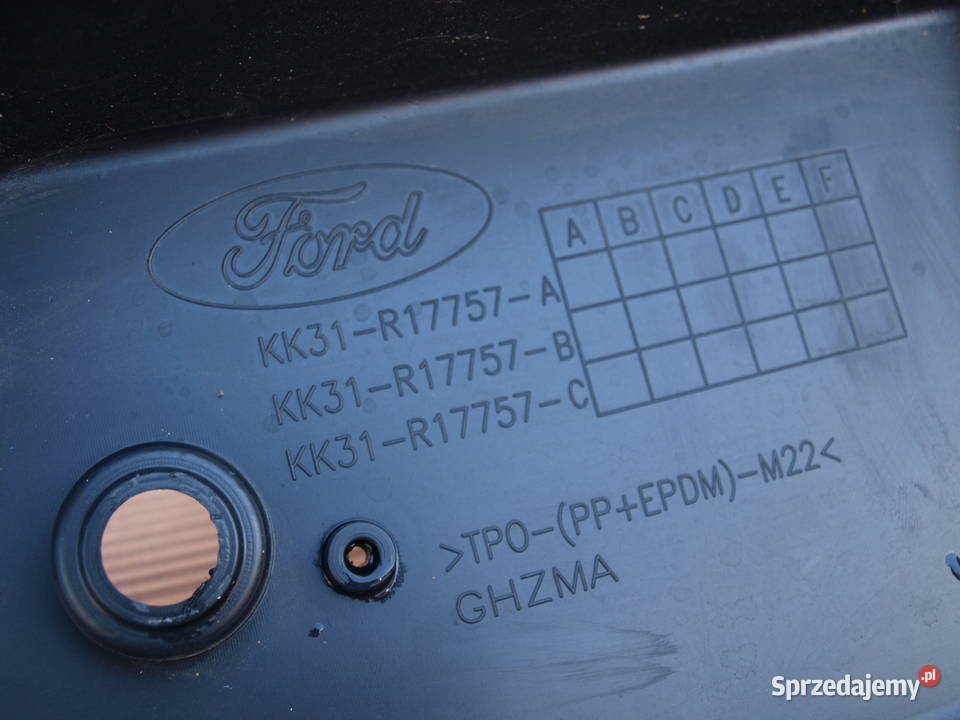 Ford
A B C D E F
KK31-R17757-A
KK31-R17757-B
KK31-R17757-C
>TPO-(PP+EPDM)-M22<
GHZMA
Sprzedajemy.pl